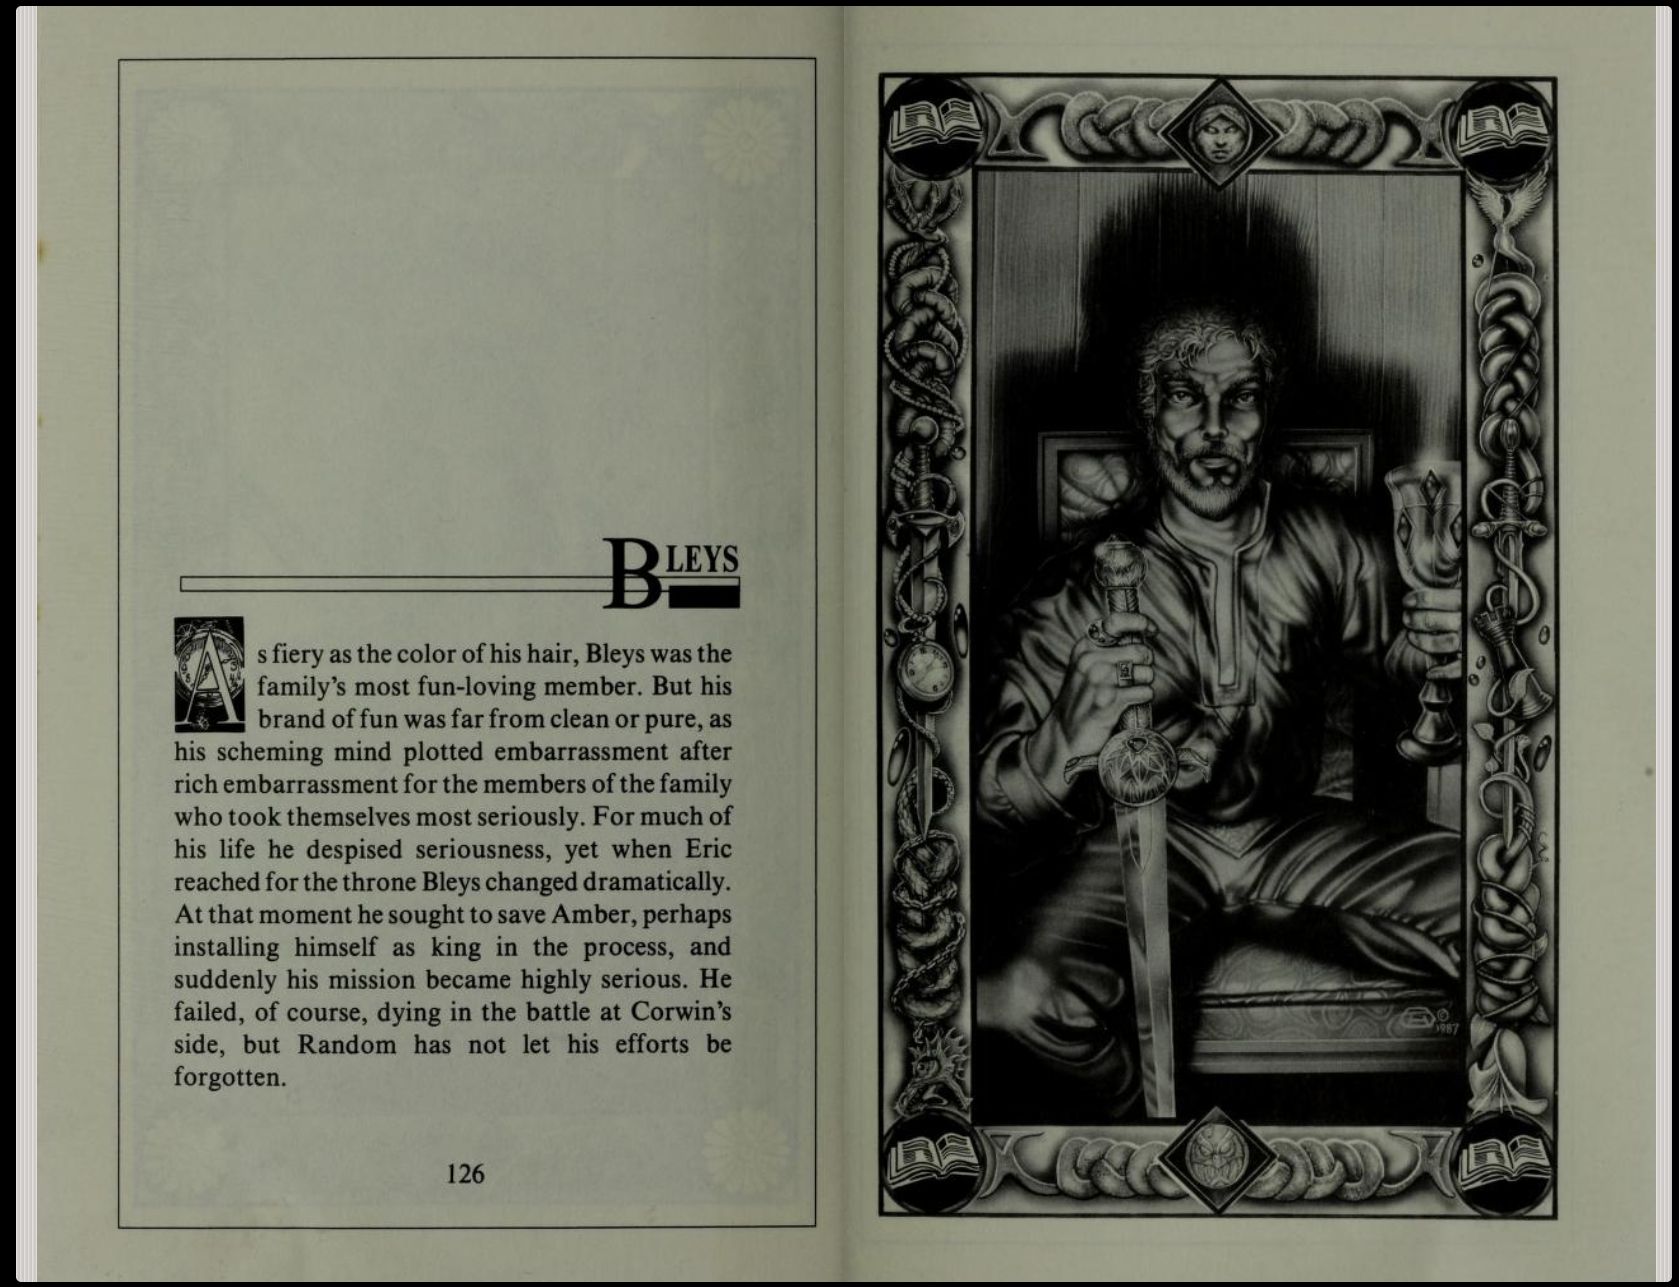 BLEYS
As fiery as the color of his hair, Bleys was the
family's most fun-loving member. But his
brand of fun was far from clean or pure, as
his scheming mind plotted embarrassment after
rich embarrassment for the members of the family
who took themselves most seriously. For much of
his life he despised seriousness, yet when Eric
reached for the throne Bleys changed dramatically.
At that moment he sought to save Amber, perhaps
installing himself as king in the process, and
suddenly his mission became highly serious. He
failed, of course, dying in the battle at Corwin's
side, but Random has not let his efforts be
forgotten.
126
© 1987